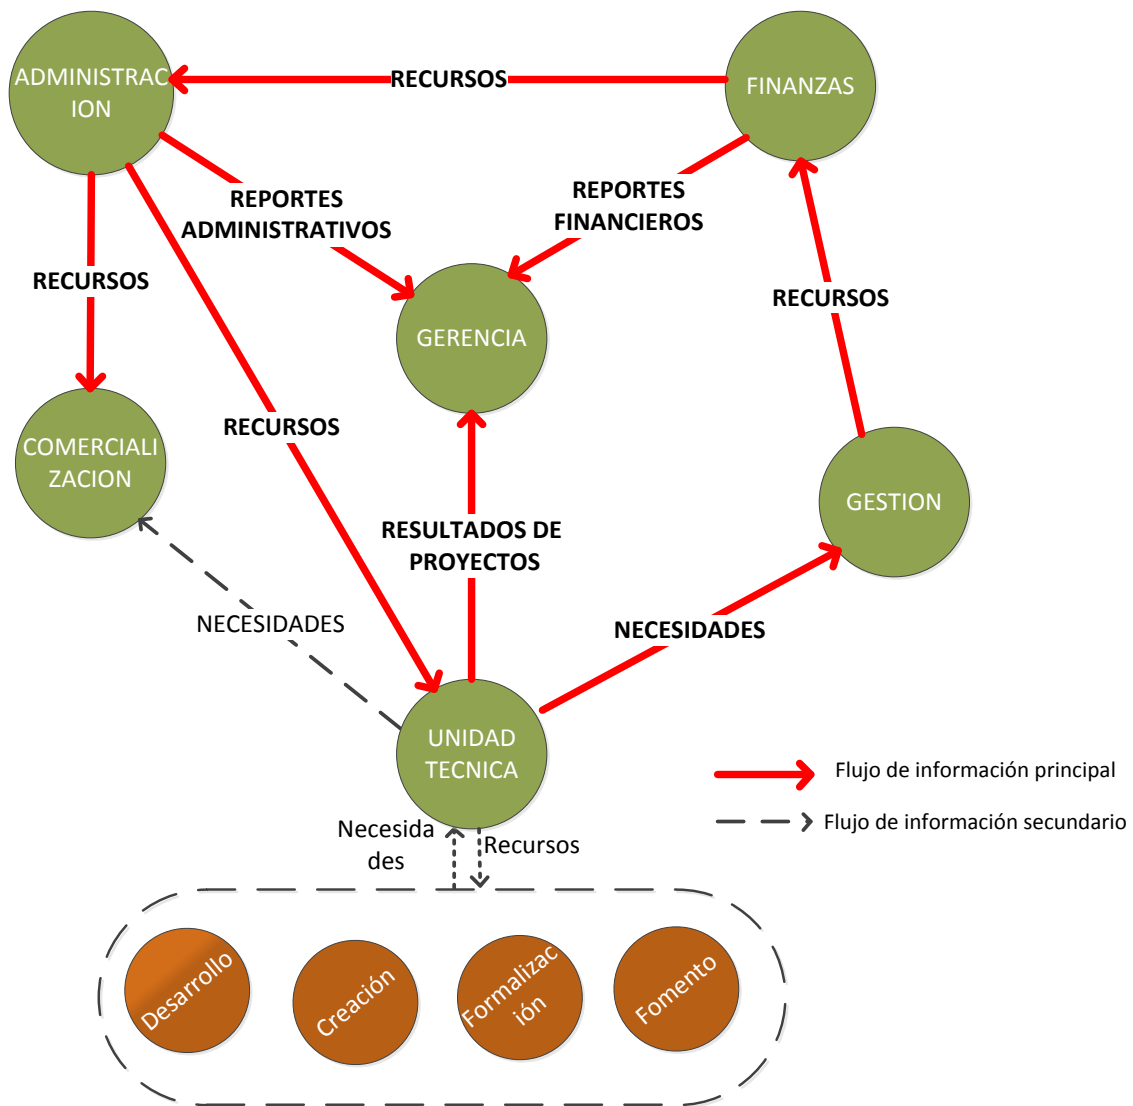 ADMINISTRAC
ION
RECURSOS
FINANZAS
REPORTES
ADMINISTRATIVOS
REPORTES
FINANCIEROS
RECURSOS
RECURSOS
GERENCIA
RECURSOS
COMERCIALI
ZACION
GESTION
RESULTADOS DE
PROYECTOS
NECESIDADES
NECESIDADES
UNIDAD
TECNICA
Flujo de información principal
Flujo de información secundario
Necesida
des
Recursos
Desarrollo
Creación
Formalizac
ión
Fomento